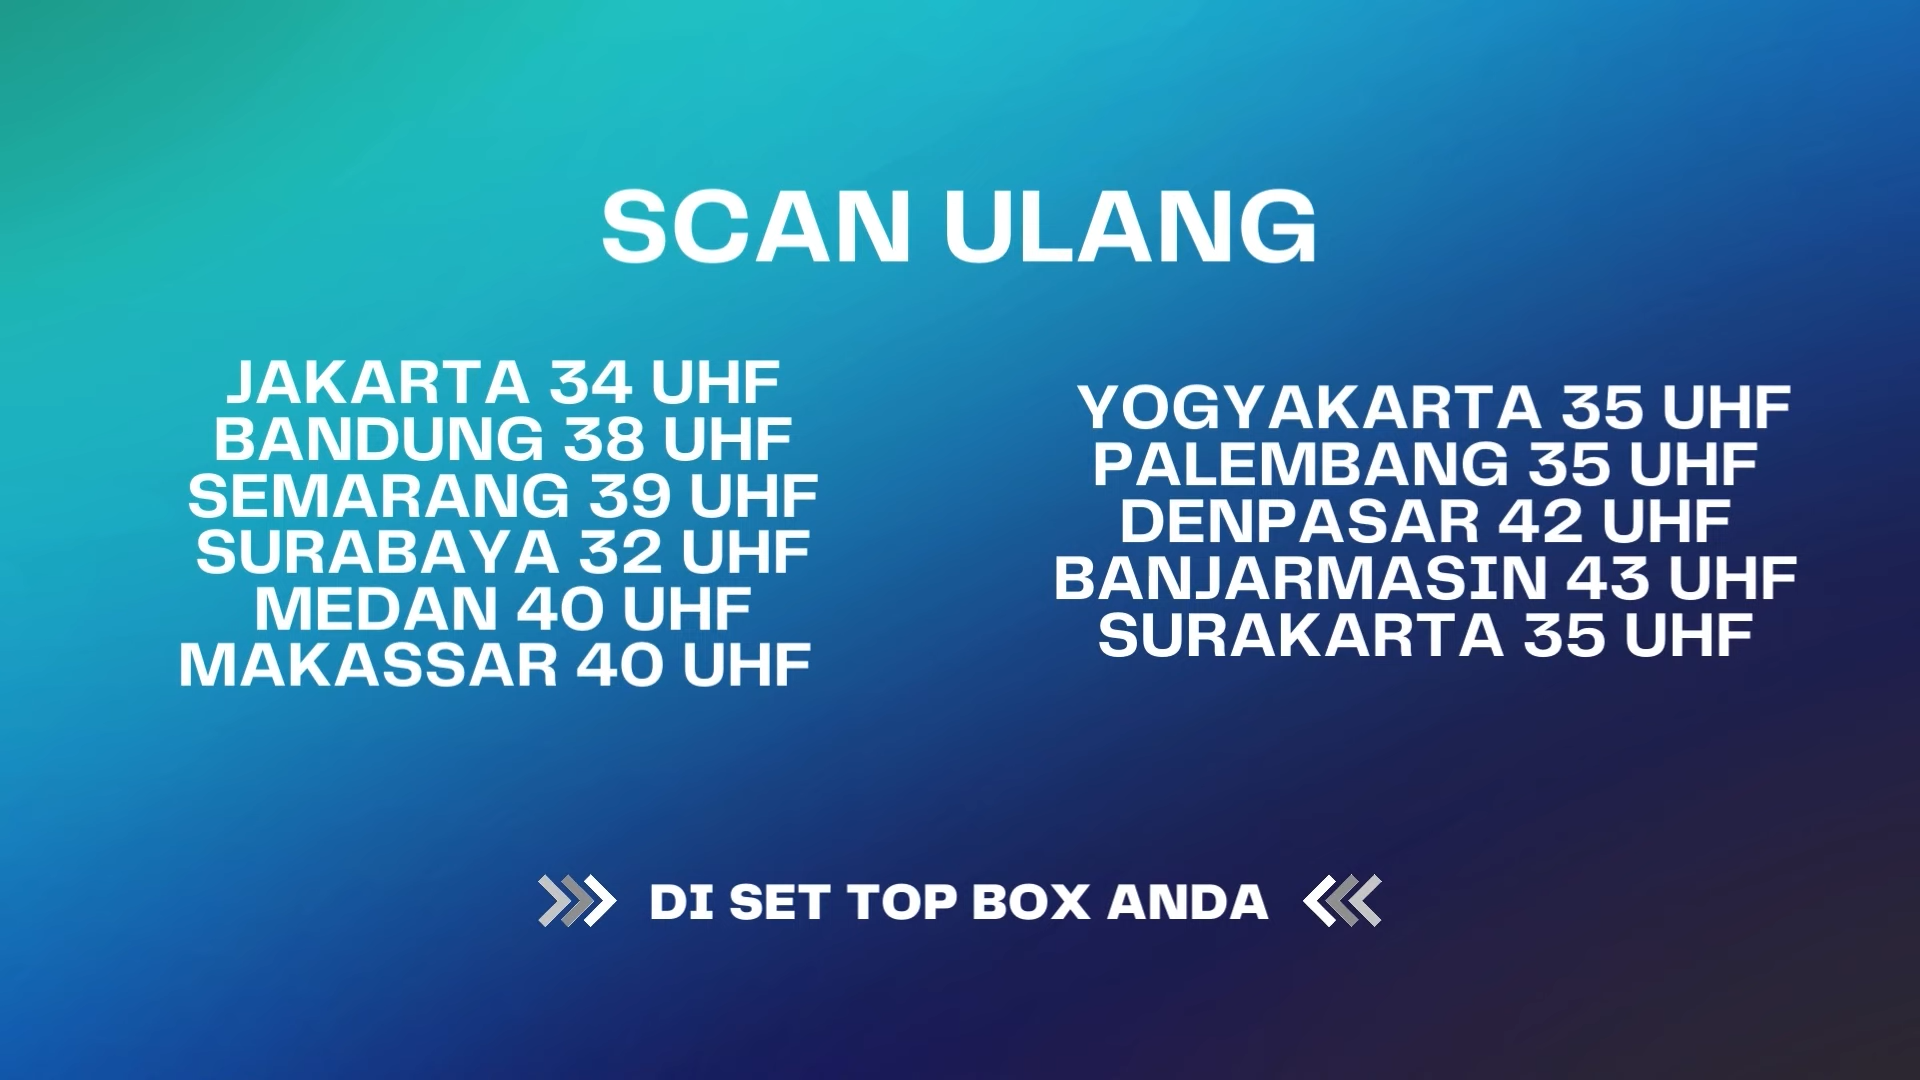 SCAN ULANG
JAKARTA 34 UHF
BANDUNG 38 UHF
SEMARANG 39 UHF
SURABAYA 32 UHF
MEDAN 40 UHF
MAKASSAR 40 UHF
YOGYAKARTA 35 UHF
PALEMBANG 35 UHF
DENPASAR 42 UHF
BANJARMASIN 43 UHF
SURAKARTA 35 UHF
DI SET TOP BOX ANDA